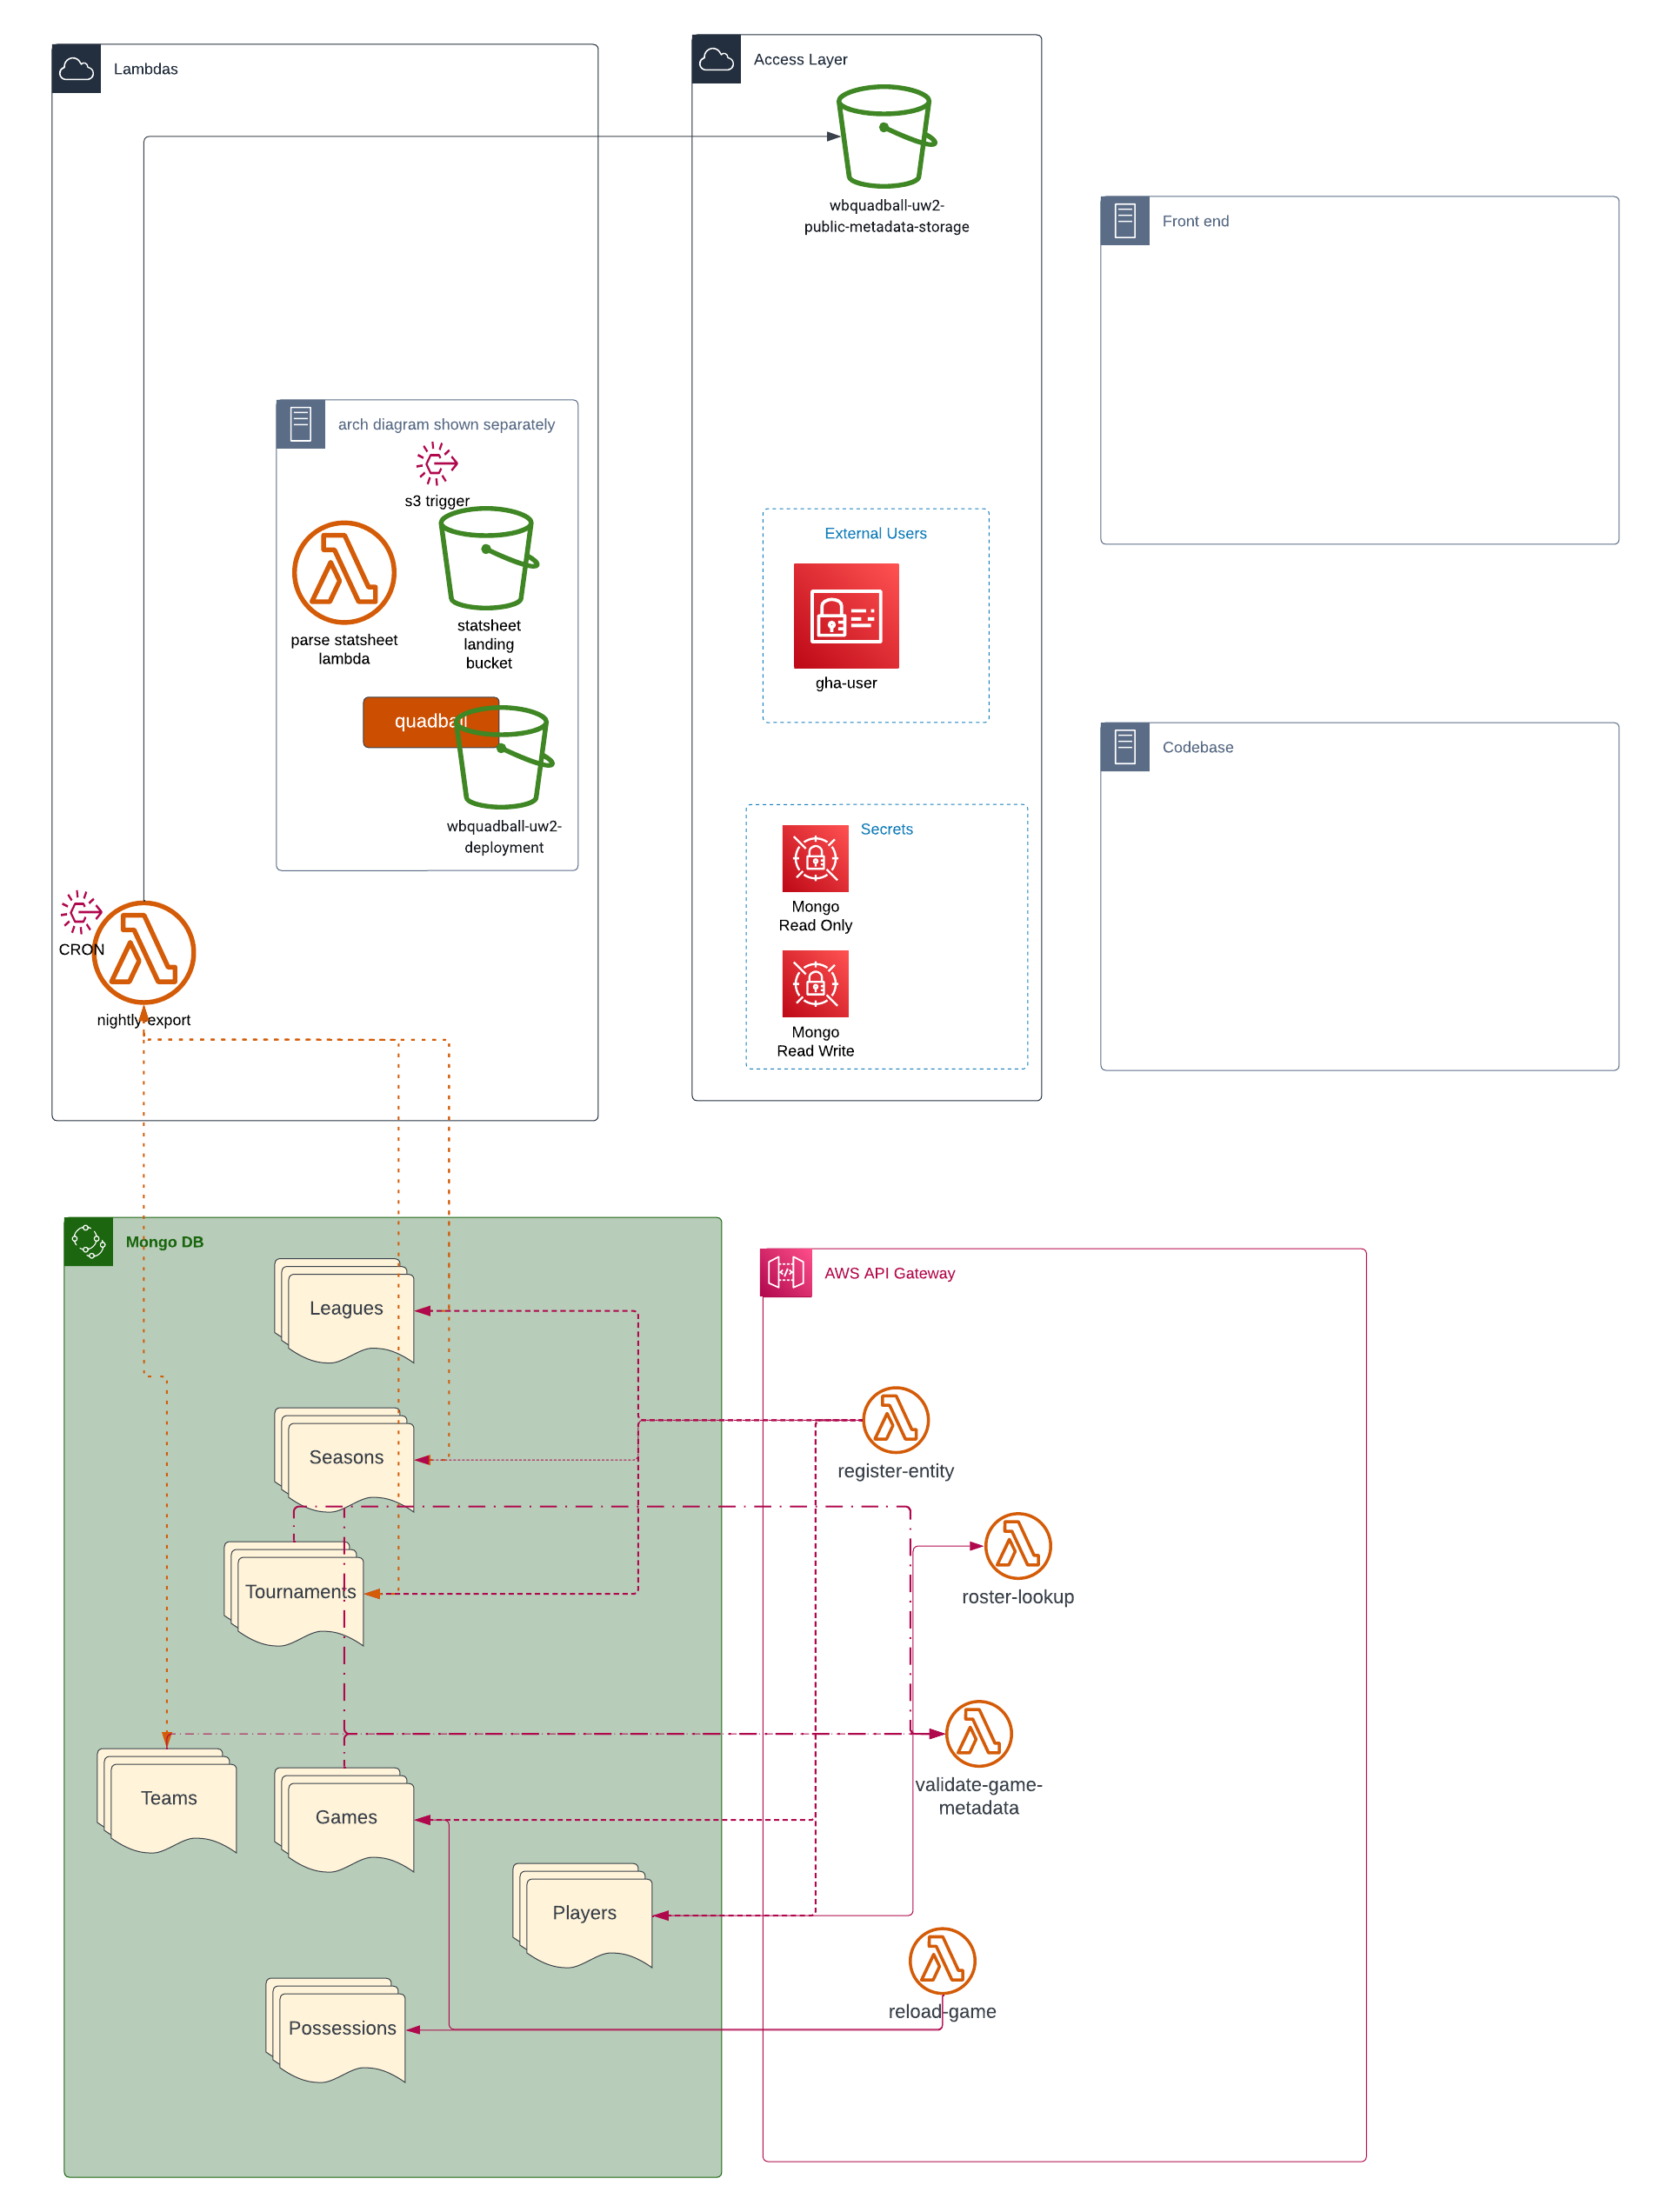 Lambdas
Access Layer
wbquadball-uw2-
public-metadata-storage
Front end
arch diagram shown separately
s3 trigger
parse statsheet
lambda
statsheet
landing
bucket
quadball
wbquadball-uw2-
deployment
External Users
gha-user
Codebase
Secrets
Mongo
Read Only
Mongo
Read Write
CRON
nightly-export
Mongo DB
AWS API Gateway
Leagues
Seasons
Tournaments
Teams
Games
Players
Possessions
register-entity
roster-lookup
validate-game-
metadata
reload-game